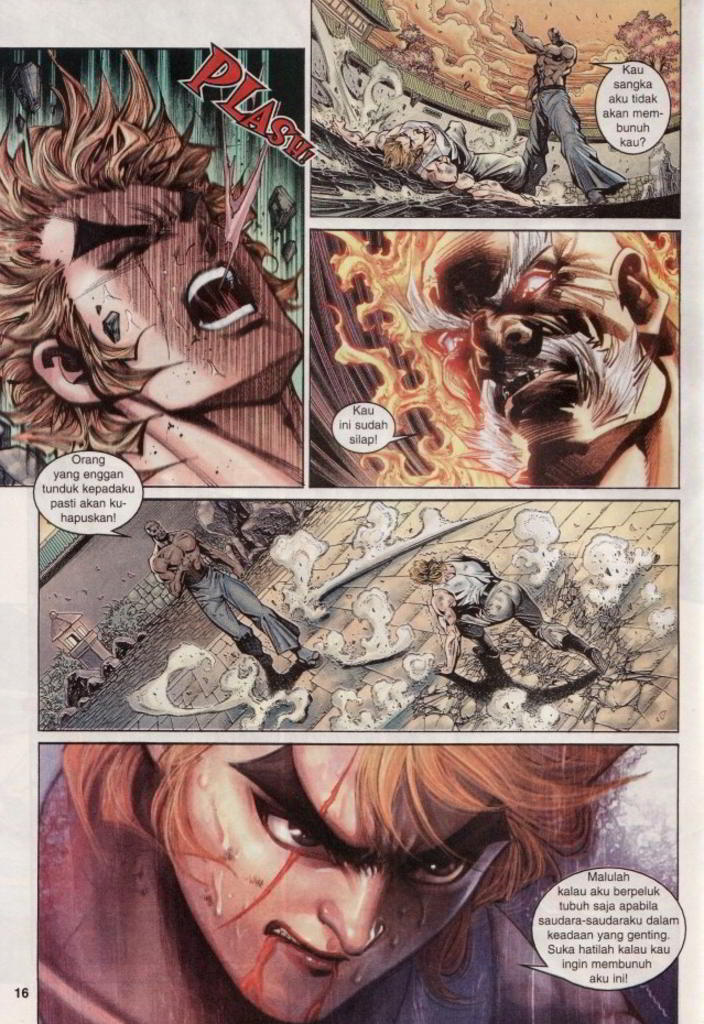 PLASH
Kau
sangka
aku tidak
akan mem-
bunuh
kau?
Kau
ini sudah
silap!
Orang
yang enggan
tunduk kepadaku
pasti akan ku-
hapuskan!
Malulah
kalau aku berpeluk
tubuh saja apabila
saudara-saudaraku dalam
keadaan yang genting.
Suka hatilah kalau kau
ingin membunuh
aku ini!
16